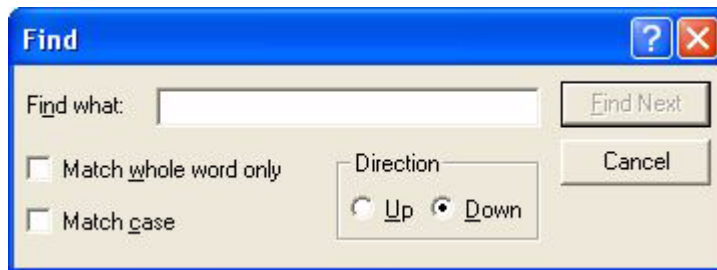 Find
Find what:
Find Next
Match whole word only
Direction
Cancel
Up
Down
Match case